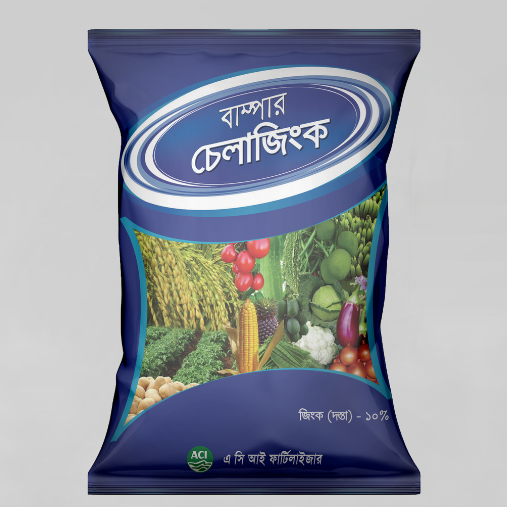 বাম্পার
চেলাজিংক
জিংক (দস্তা) - ১০%
ACI
এ সি আই ফার্টিলাইজার